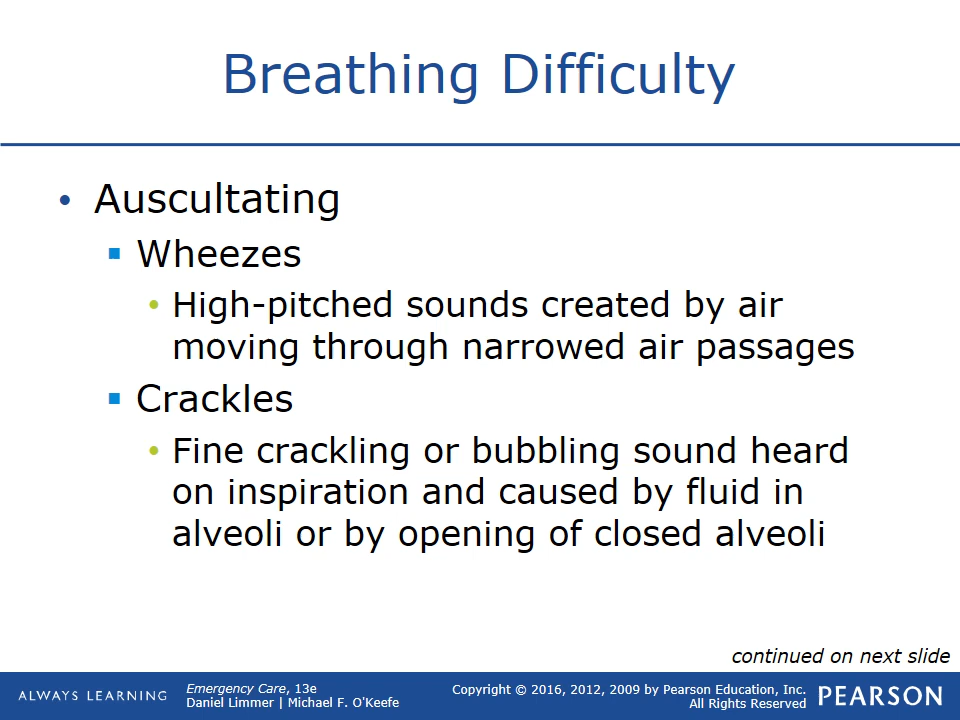 Breathing Difficulty
• Auscultating
▪ Wheezes
• High-pitched sounds created by air
moving through narrowed air passages
▪ Crackles
• Fine crackling or bubbling sound heard
on inspiration and caused by fluid in
alveoli or by opening of closed alveoli
continued on next slide
ALWAYS LEARNING
Emergency Care, 13e
Daniel Limmer | Michael F. O'Keefe
Copyright © 2016, 2012, 2009 by Pearson Education, Inc.
All Rights Reserved
PEARSON